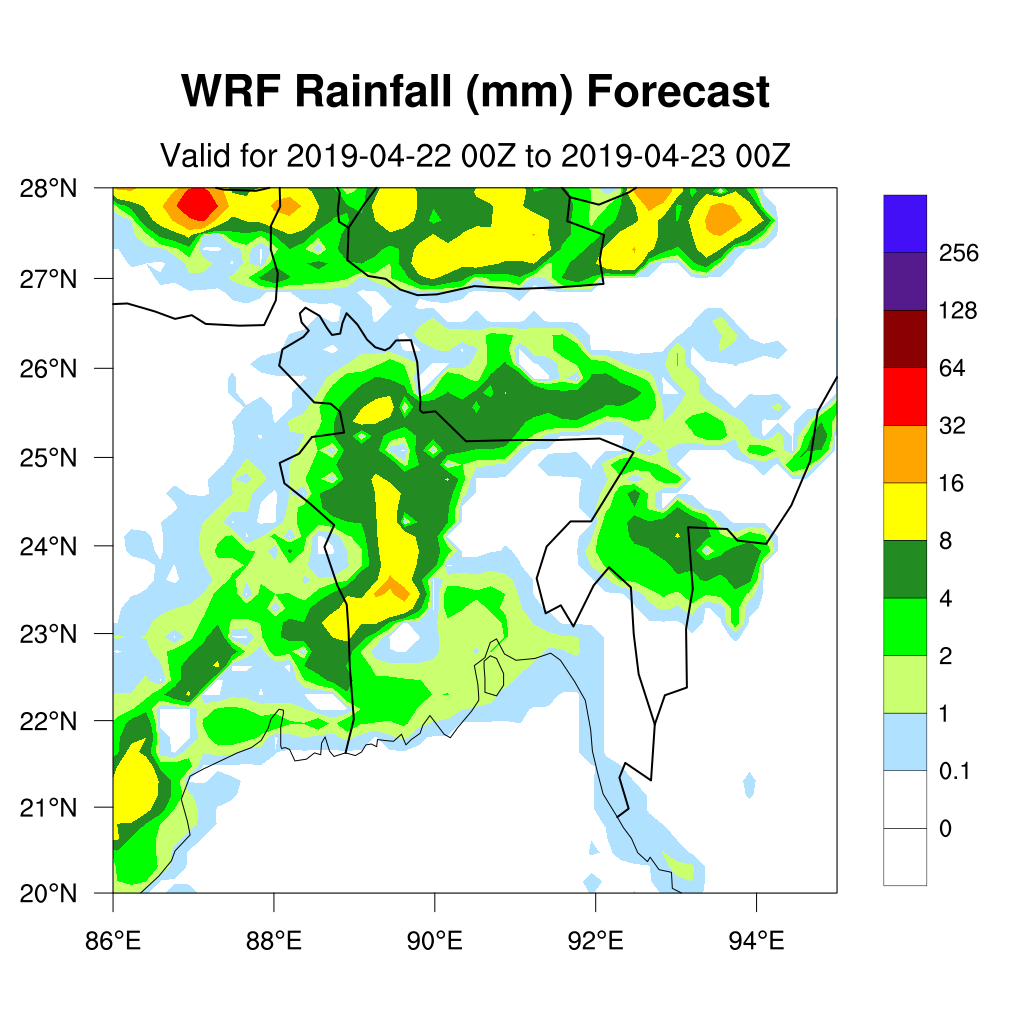 WRF Rainfall (mm) Forecast
Valid for 2019-04-22 00Z to 2019-04-23 00Z
28°N
27°N
26°N
25°N
24°N
23°N
22°N
21°N
20°N
86°E 88°E 90°E 92°E 94°E
256
128
64
32
16
8
4
2
1
0.1
0